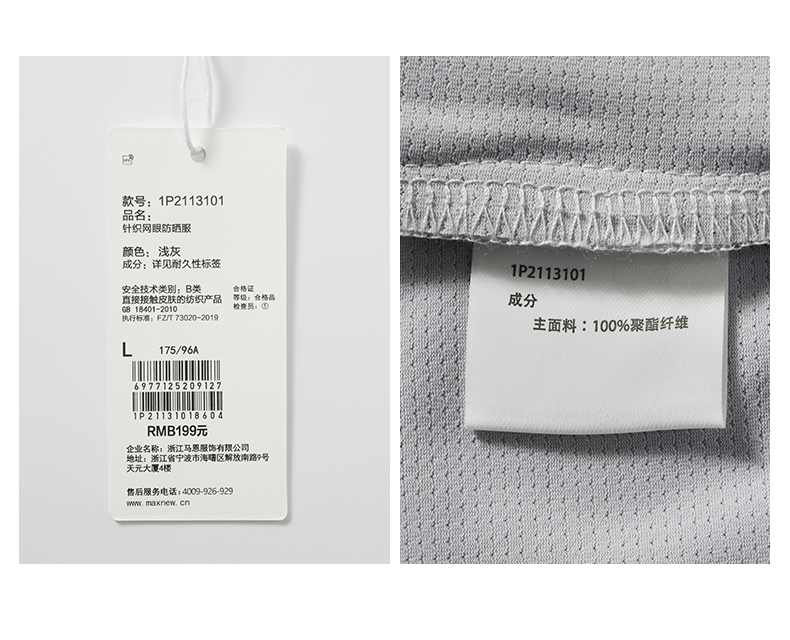 款号：1P2113101
品名：
针织网眼防晒服
颜色：浅灰
成分：详见耐久性标签
安全技术类别：B类
直接接触皮肤的纺织产品
GB 18401-2010
执行标准：FZ/T 73020-2019
合格证
等级：合格品
检查员：①
L 175/96A
6977125209127
1P21131018604
RMB199元
企业名称：浙江马恩服饰有限公司
地址：浙江省宁波市海曙区解放南路9号
天元大厦4楼
售后服务电话：4009-926-929
www.maxnew.cn
1P2113101
成分
主面料：100%聚酯纤维